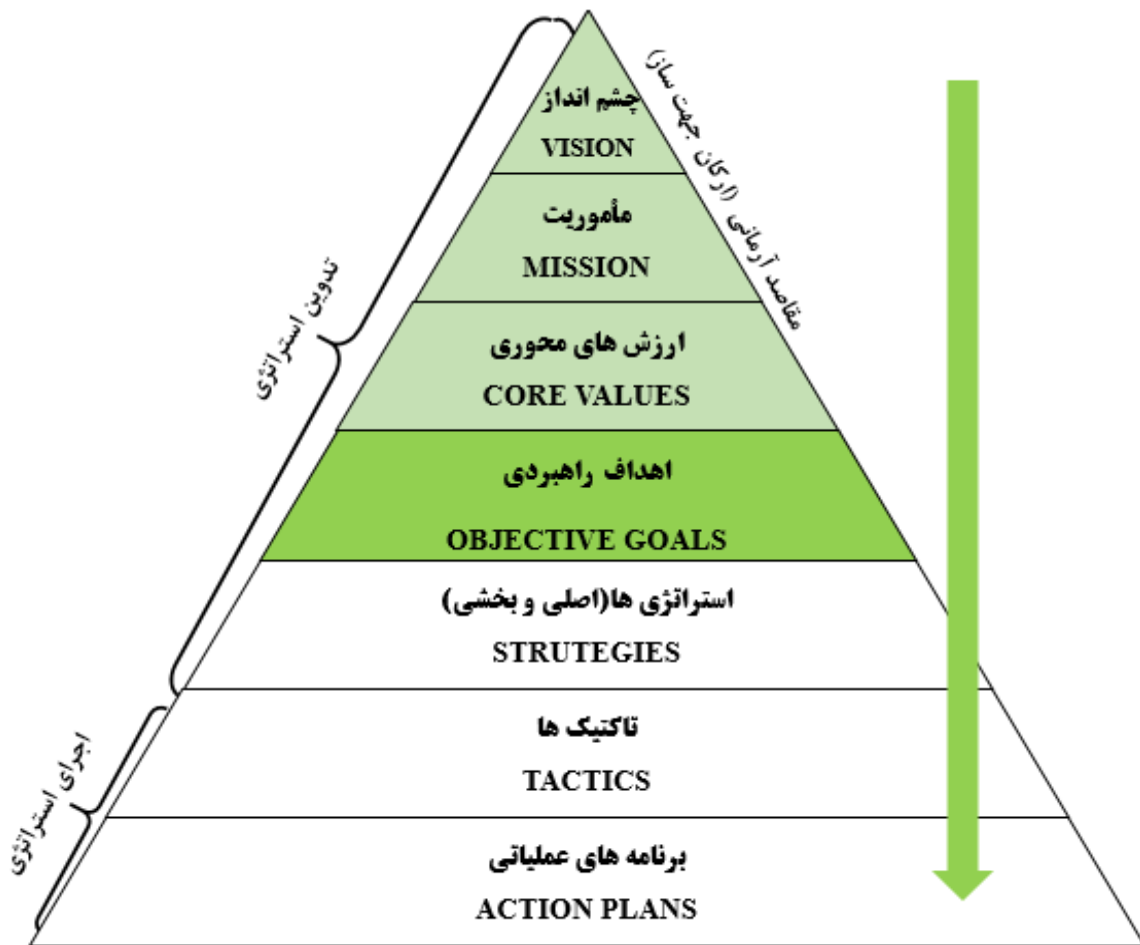 چشم انداز
VISION
مأموریت
MISSION
ارزش های محوری
CORE VALUES
اهداف راهبردی
OBJECTIVE GOALS
استراتژی ها(اصلی و بخشی)
STRUTEGIES
تاکتیک ها
TACTICS
برنامه های عملیاتی
ACTION PLANS
مقاصد آرمانی (ارکان جهت ساز)
تدوین استراتژی
اجرای استراتژی